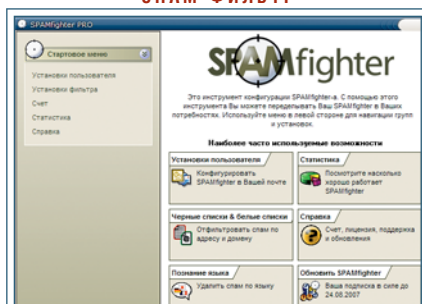 СПАМ ФИЛЬТР
SPAMfighter PRO
Стартовое меню
Установки пользователя
Установки фильтра
Счет
Статистика
Справка
SPAMfighter
Это инструмент конфигурации SPAMfighter-а. С помощью этого
инструмента Вы можете переделывать Ваш SPAMfighter в Ваших
потребностях. Используйте меню в левой стороне для навигации групп
и установок.
Наиболее часто используемые возможности
Установки пользователя
Конфигурировать
SPAMfighter в Вашей почте
Статистика
Посмотрите насколько
хорошо работает
SPAMfighter
Черные списки & белые списки
Отфильтровать спам по
адресу и домену
Справка
Счет, лицензия, поддержка
и обновления
Познание языка
Удалить спам по языку
Обновить SPAMfighter
Ваша подписка в силе до
24.08.2007